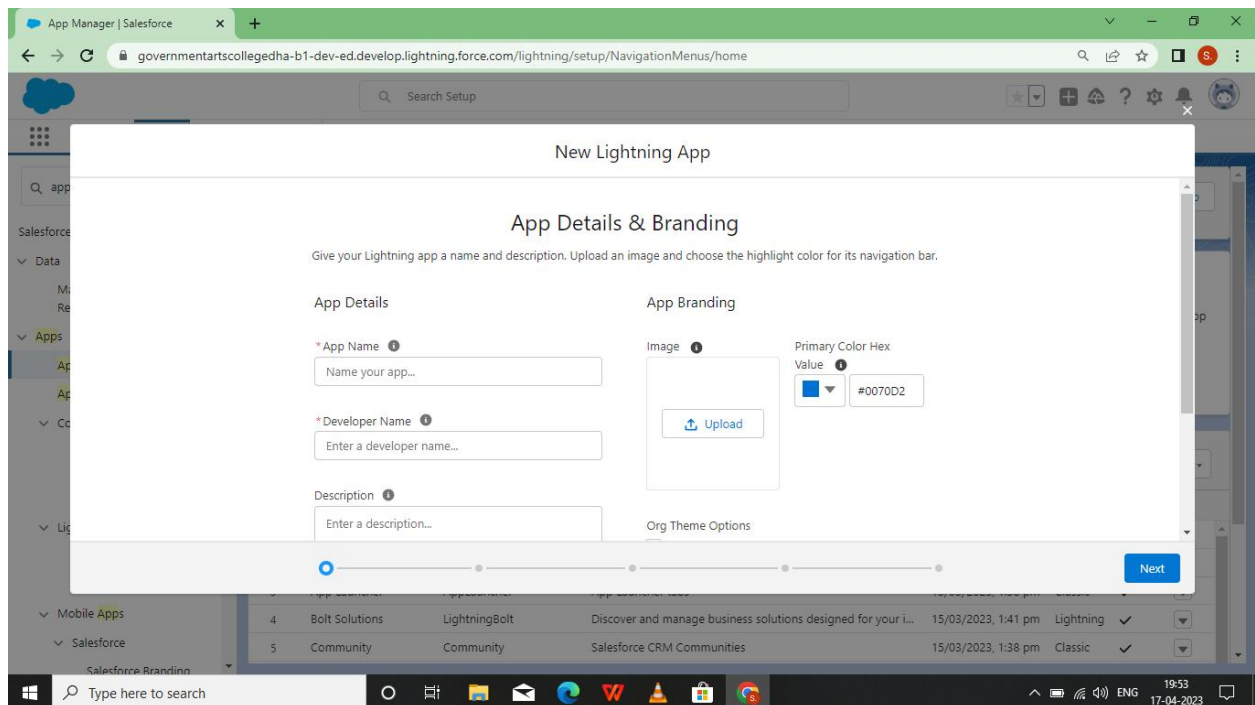 App Manager | Salesforce
governmentartscollegedha-b1-dev-ed.develop.lightning.force.com/lightning/setup/NavigationMenus/home
S.
Search Setup
New Lightning App
app
Salesforce
Data
Apps
App Details & Branding
Give your Lightning app a name and description. Upload an image and choose the highlight color for its navigation bar.
App Details
App Branding
*App Name
Name your app...
Image
Primary Color Hex
Value
#0070D2
Upload
*Developer Name
Enter a developer name...
Description
Enter a description...
Org Theme Options
Next
Mobile Apps
Salesforce
Salesforce Branding
4 Bolt Solutions LightningBolt Discover and manage business solutions designed for your i... 15/03/2023, 1:41 pm Lightning
5 Community Community Salesforce CRM Communities 15/03/2023, 1:38 pm Classic
Type here to search
ENG
19:53
17-04-2023